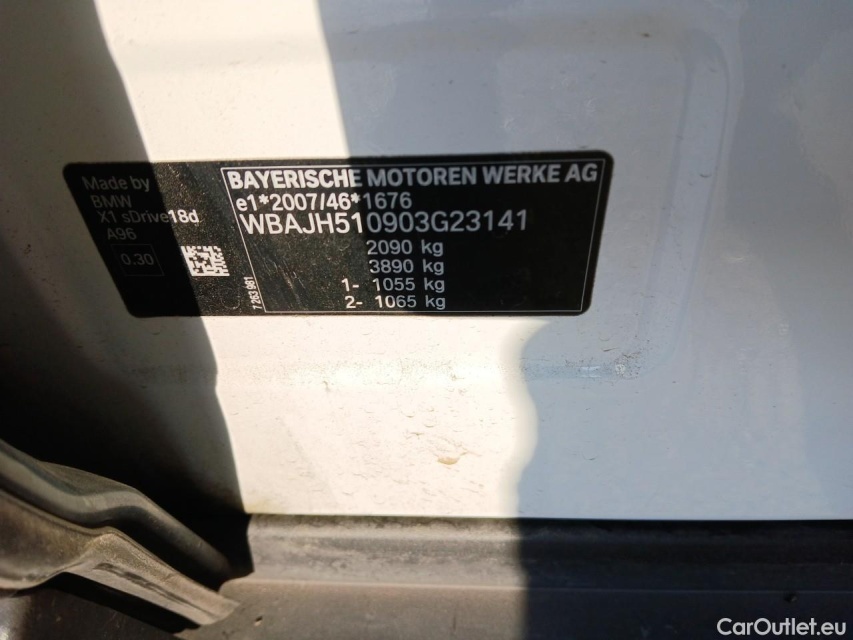 Made by
BMW
X1 sDrive18d
A96
0.30
7 263 981
BAYERISCHE MOTOREN WERKE AG
e1*2007/46*1676
WBAJH510903G23141
2090 kg
3890 kg
1- 1055 kg
2- 1065 kg
CarOutlet.eu